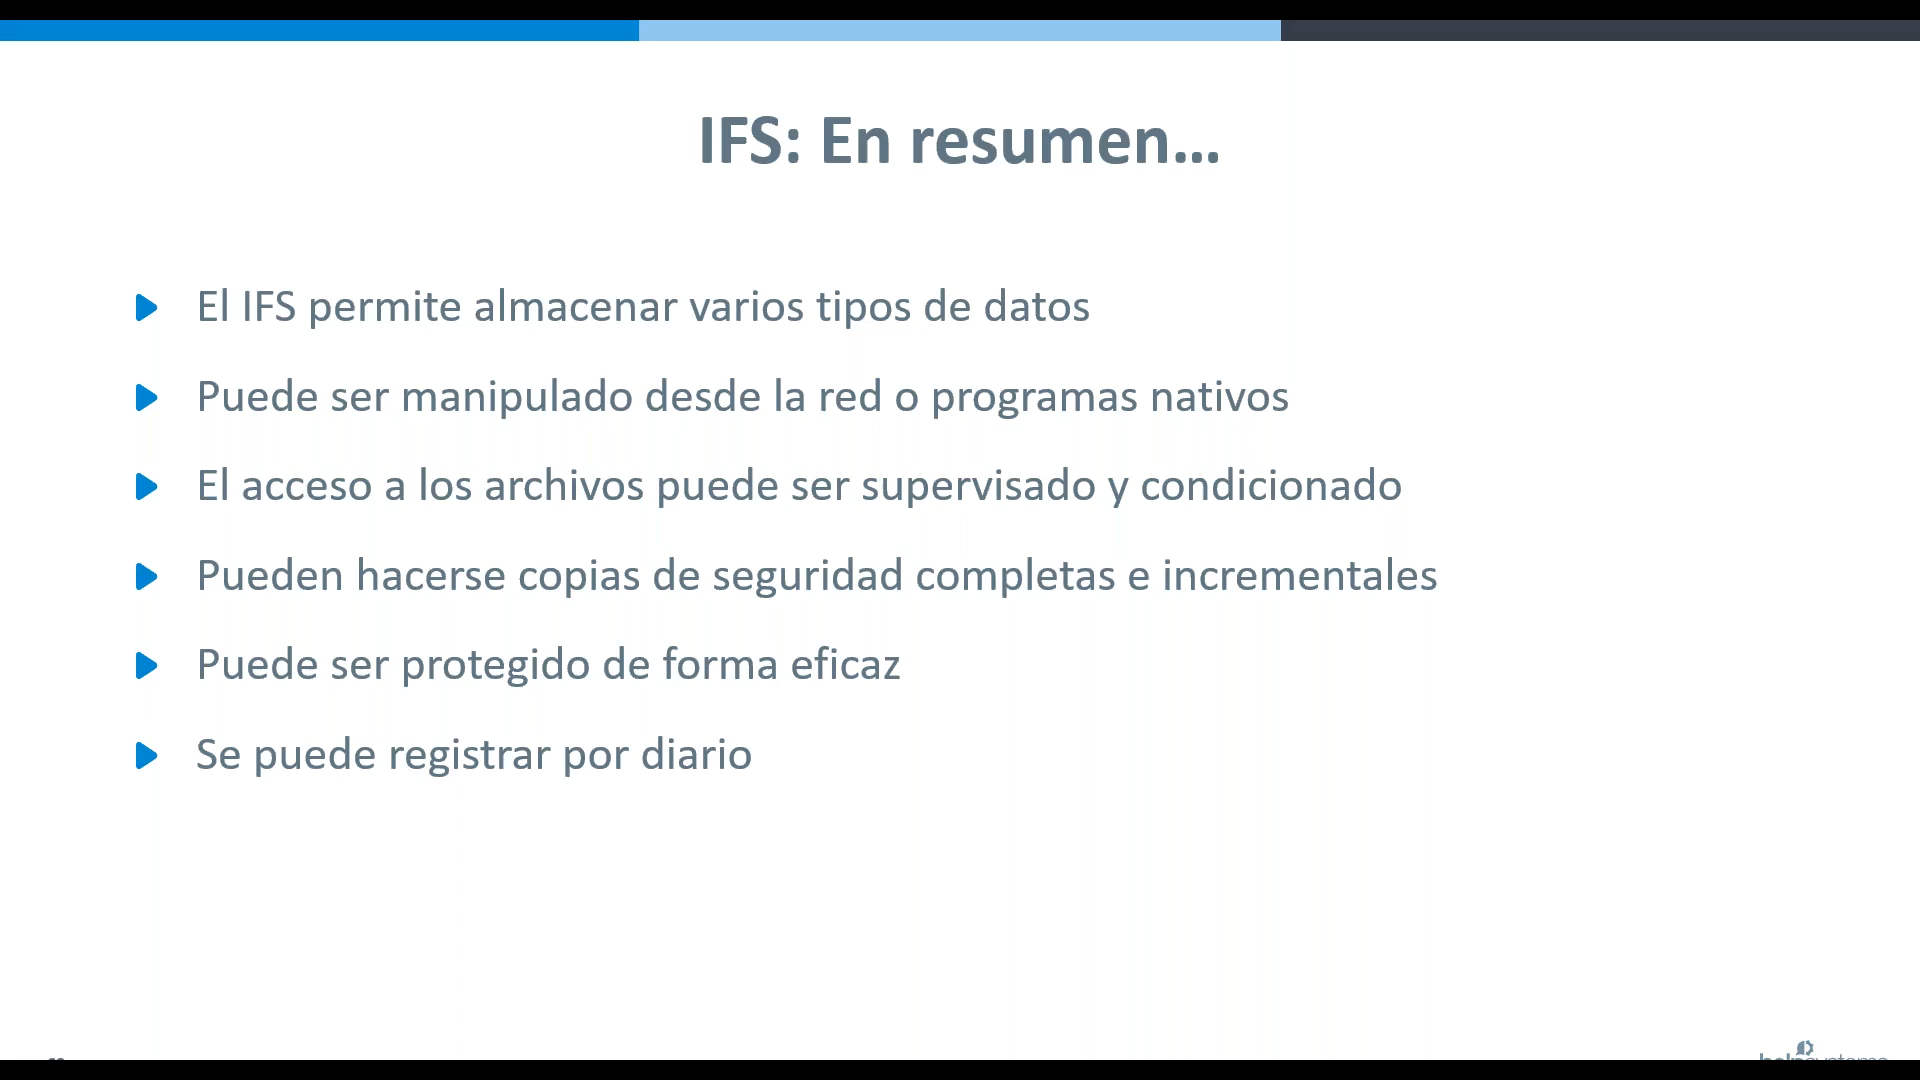 IFS: En resumen...
El IFS permite almacenar varios tipos de datos
Puede ser manipulado desde la red o programas nativos
El acceso a los archivos puede ser supervisado y condicionado
Pueden hacerse copias de seguridad completas e incrementales
Puede ser protegido de forma eficaz
Se puede registrar por diario